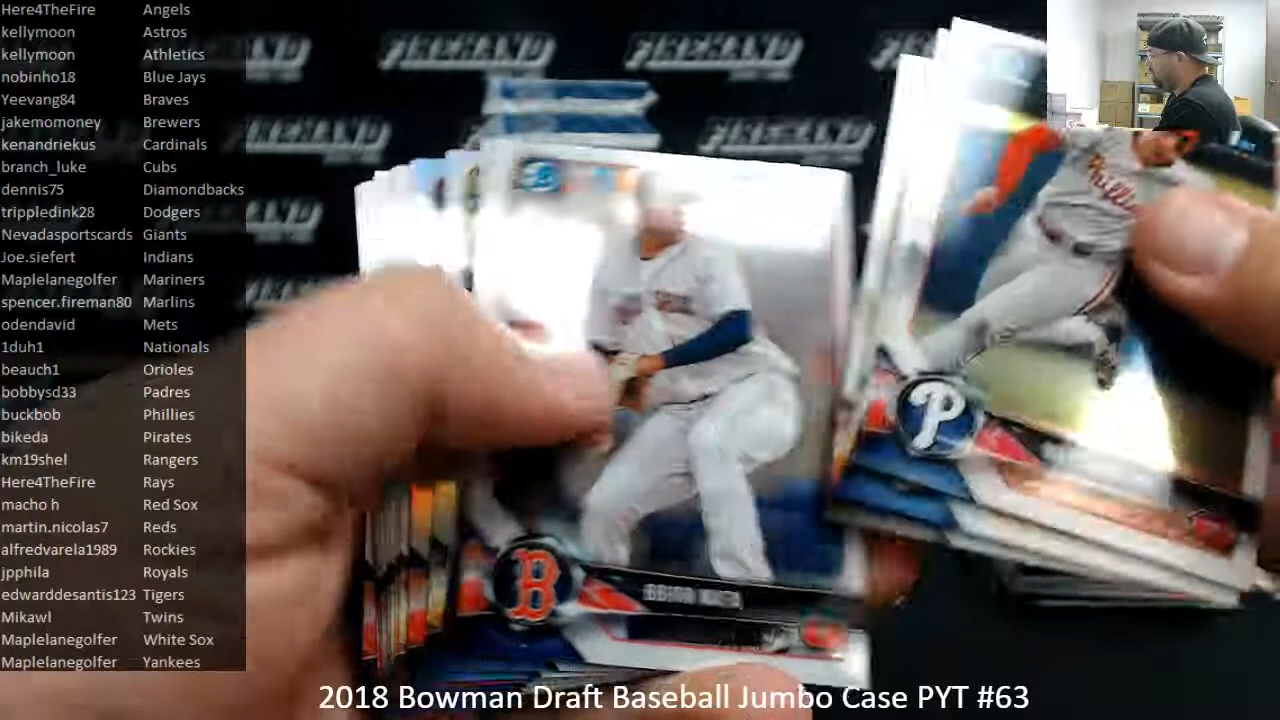 Here4TheFire Angels
kellymoon Astros
kellymoon Athletics
nobinho18 Blue Jays
Yeevang84 Braves
jakemomoney Brewers
kenandriekus Cardinals
branch_luke Cubs
dennis75 Diamondbacks
trippledink28 Dodgers
Nevadasportscards Giants
Joe.siefert Indians
Maplelanegolfer Mariners
spencer.fireman80 Marlins
odendavid Mets
1duh1 Nationals
beauch1 Orioles
bobbysd33 Padres
buckbob Phillies
bikeda Pirates
km19shel Rangers
Here4TheFire Rays
macho h Red Sox
martin.nicolas7 Reds
alfredvarela1989 Rockies
jpphila Royals
edwarddesantis123 Tigers
Mikawl Twins
Maplelanegolfer White Sox
Maplelanegolfer Yankees
FIREHAND FIREHAND
FIREHAND FIREHAND
Phillies
P
B
2018 Bowman Draft Baseball Jumbo Case PYT #63